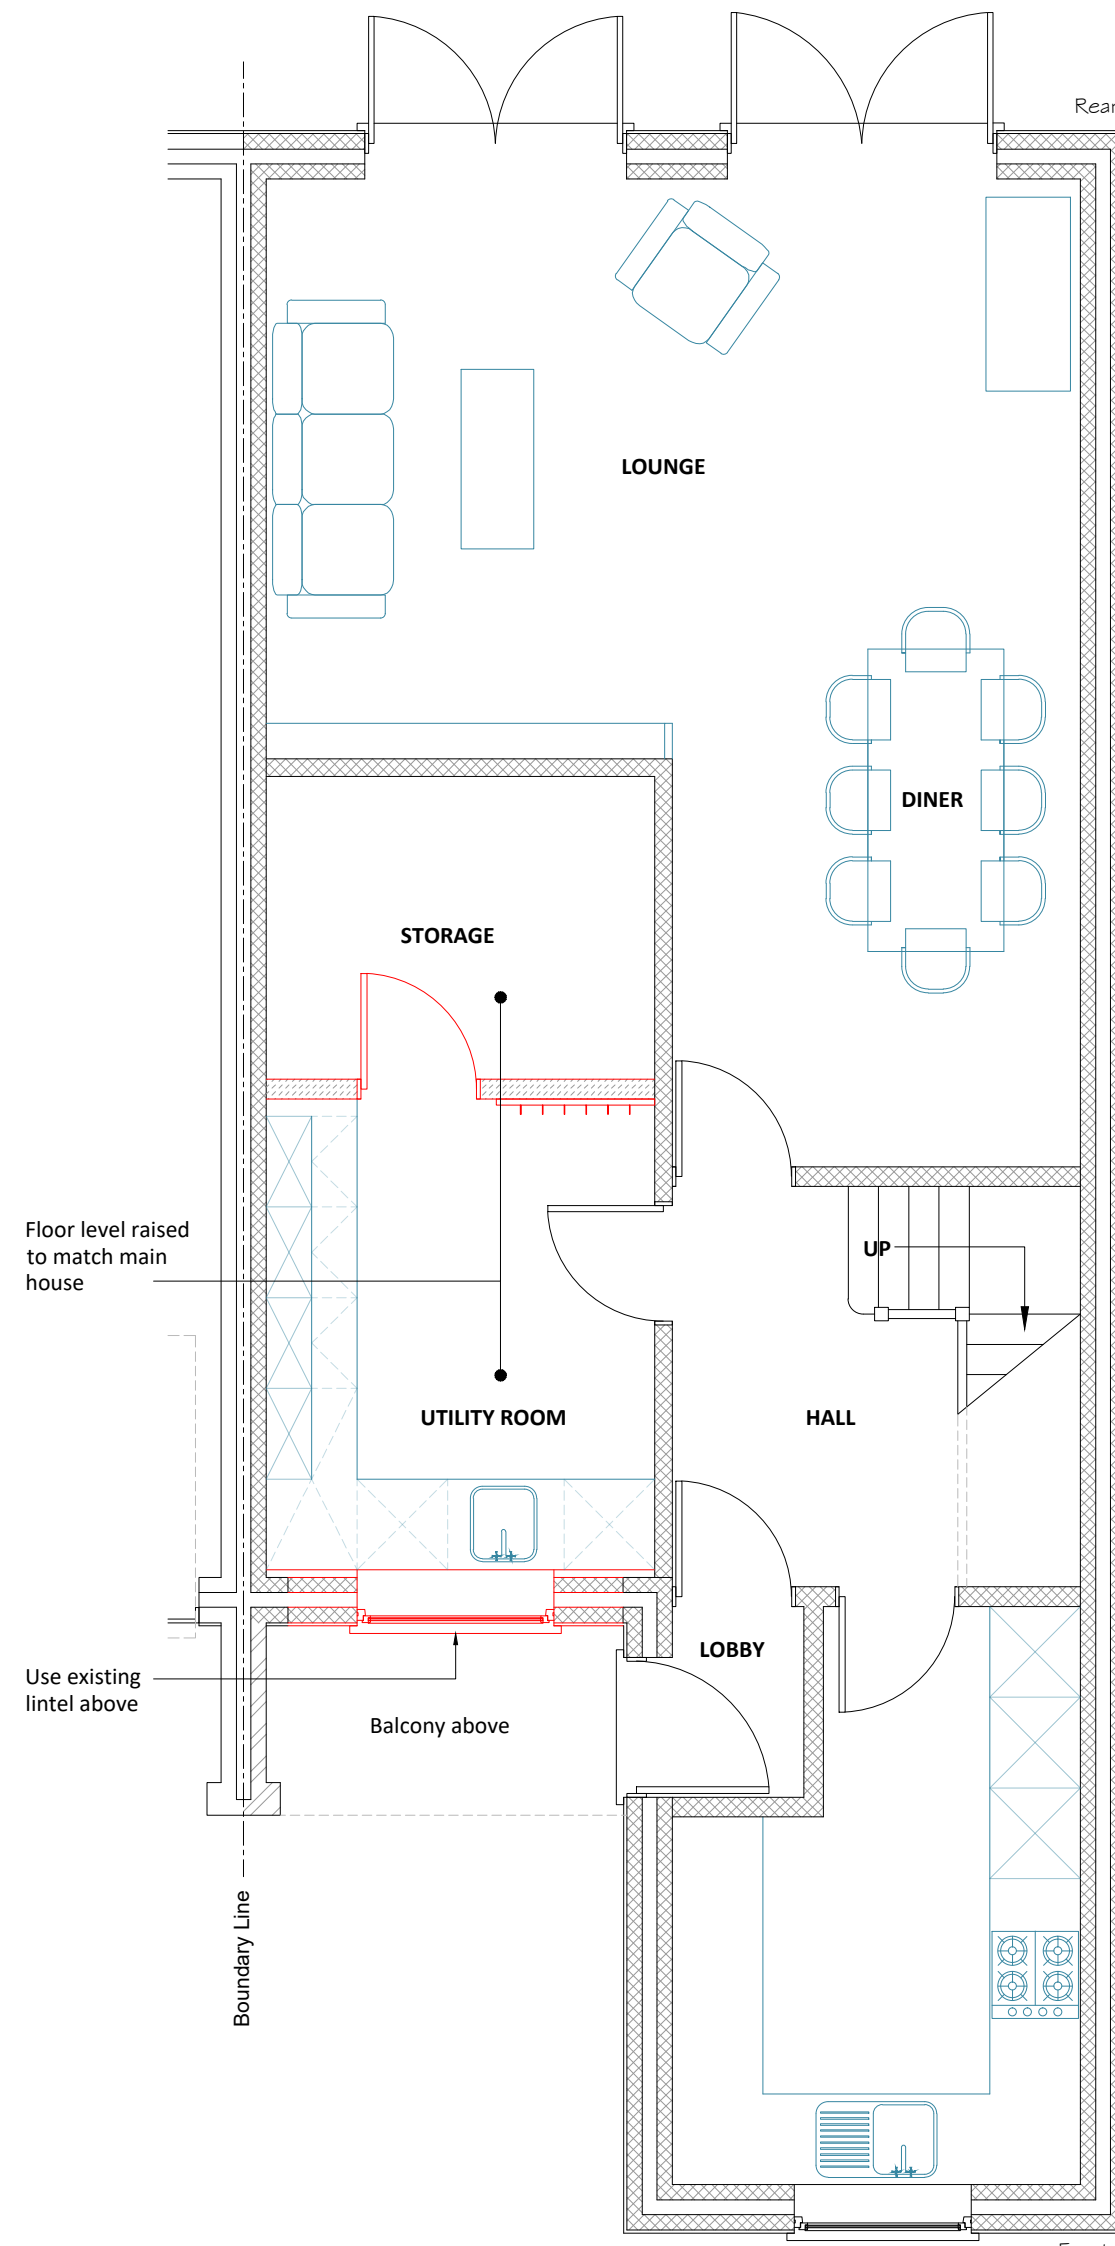 Rear
LOUNGE
DINER
STORAGE
Floor level raised
to match main
house
UP
UTILITY ROOM
HALL
LOBBY
Use existing
lintel above
Balcony above
Boundary Line